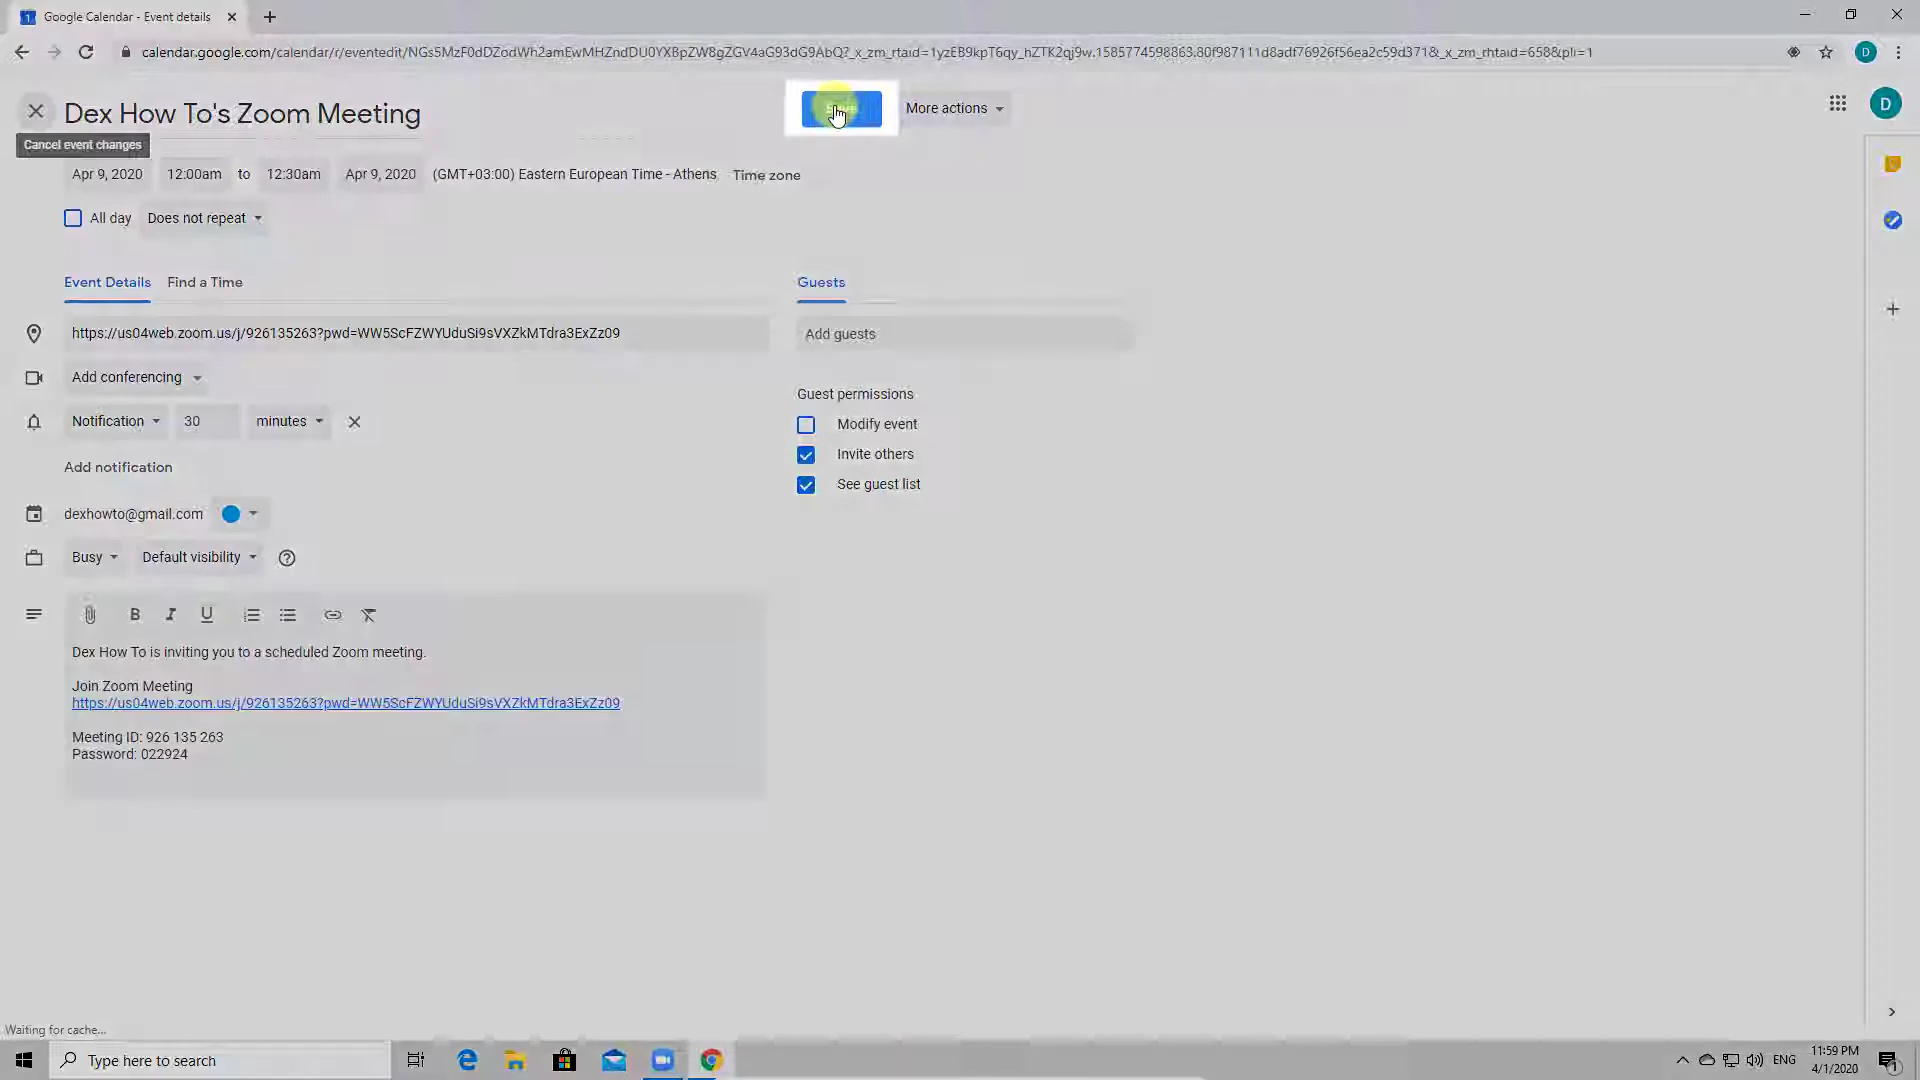 Google Calendar - Event details
calendar.google.com/calendar/r/eventedit/NGs5MzF0dDZodWh2amEwMHZndDU0YXBpZW8gZGV4aG93dG9AbQ?_x_zm_rtaid=1yzEB9kpT6qy_hZTK2qj9w.1585774598863.80f987111d8adf76926f56ea2c59d371&_x_zm_rhtaid=658&pli=1
D
Dex How To's Zoom Meeting
More actions
D
Cancel event changes
Apr 9, 2020 12:00am to 12:30am Apr 9, 2020 (GMT+03:00) Eastern European Time - Athens Time zone
All day Does not repeat
Event Details Find a Time
Guests
https://us04web.zoom.us/j/926135263?pwd=WW5ScFZWYUduSi9sVXZkMTdra3ExZz09
Add guests
Add conferencing
Guest permissions
Notification 30 minutes
Modify event
Invite others
Add notification
See guest list
dexhowto@gmail.com
Busy Default visibility
B I U
Dex How To is inviting you to a scheduled Zoom meeting.
Join Zoom Meeting
https://us04web.zoom.us/j/926135263?pwd=WW5ScFZWYUduSi9sVXZkMTdra3ExZz09
Meeting ID: 926 135 263
Password: 022924
Waiting for cache...
Type here to search
ENG
11:59 PM
4/1/2020
1